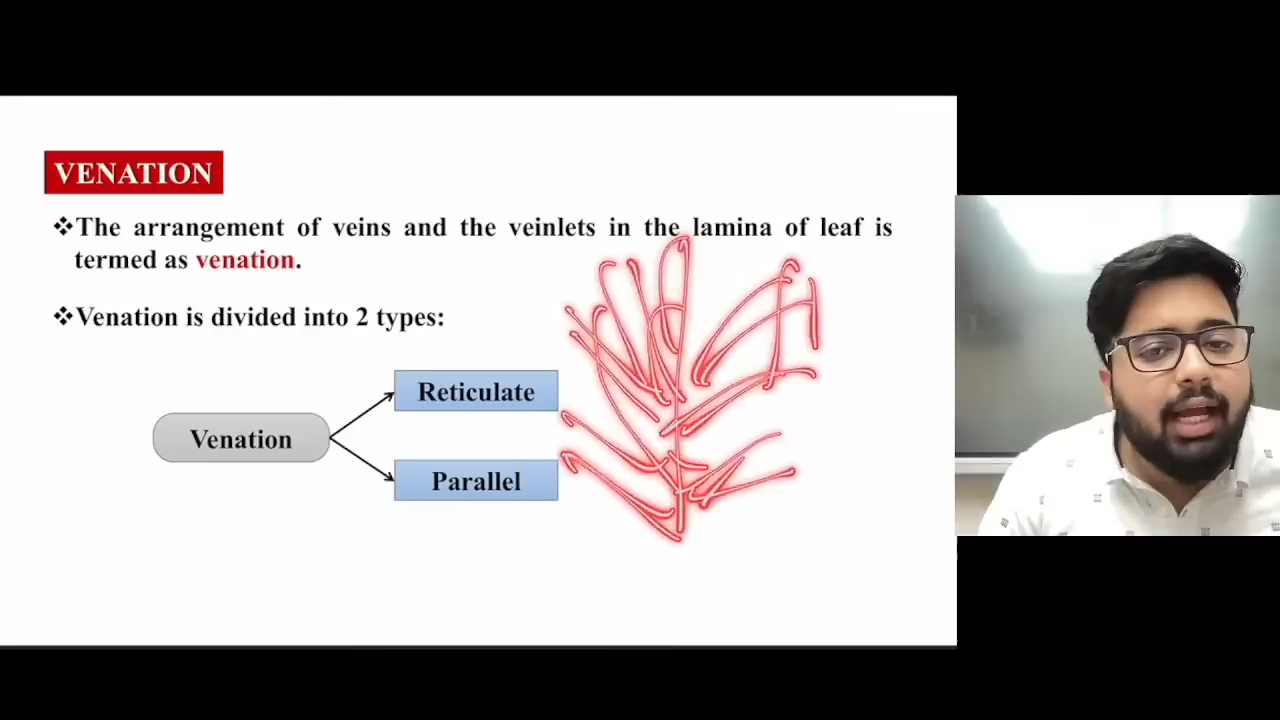 VENATION
❖The arrangement of veins and the veinlets in the lamina of leaf is
termed as venation.
❖Venation is divided into 2 types:
Reticulate
Venation
Parallel